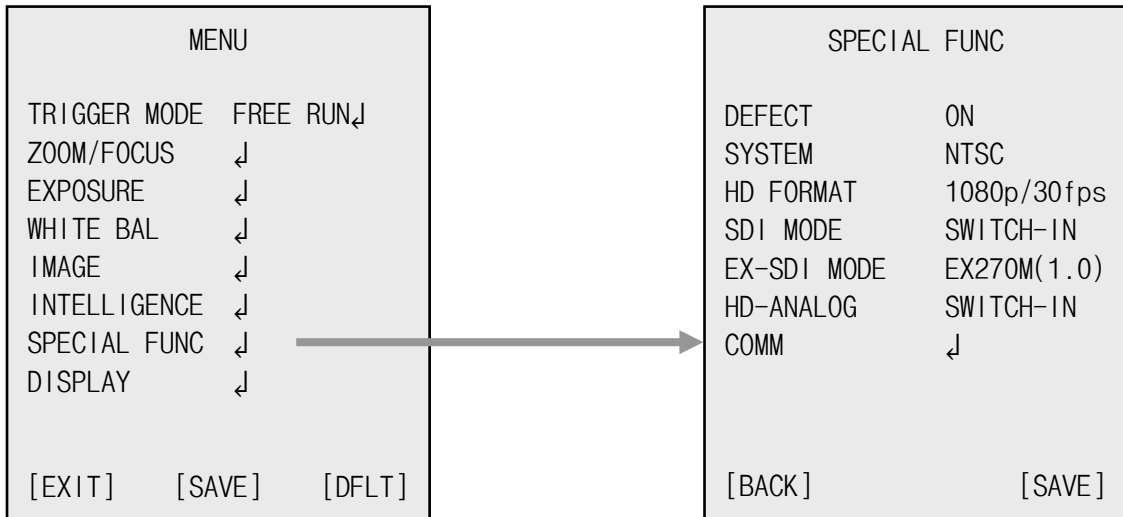 MENU
TRIGGER MODE FREE RUN↲
ZOOM/FOCUS ↲
EXPOSURE ↲
WHITE BAL ↲
IMAGE ↲
INTELLIGENCE ↲
SPECIAL FUNC ↲
DISPLAY ↲
[EXIT] [SAVE] [DFLT]
SPECIAL FUNC
DEFECT ON
SYSTEM NTSC
HD FORMAT 1080p/30fps
SDI MODE SWITCH-IN
EX-SDI MODE EX270M(1.0)
HD-ANALOG SWITCH-IN
COMM ↲
[BACK] [SAVE]